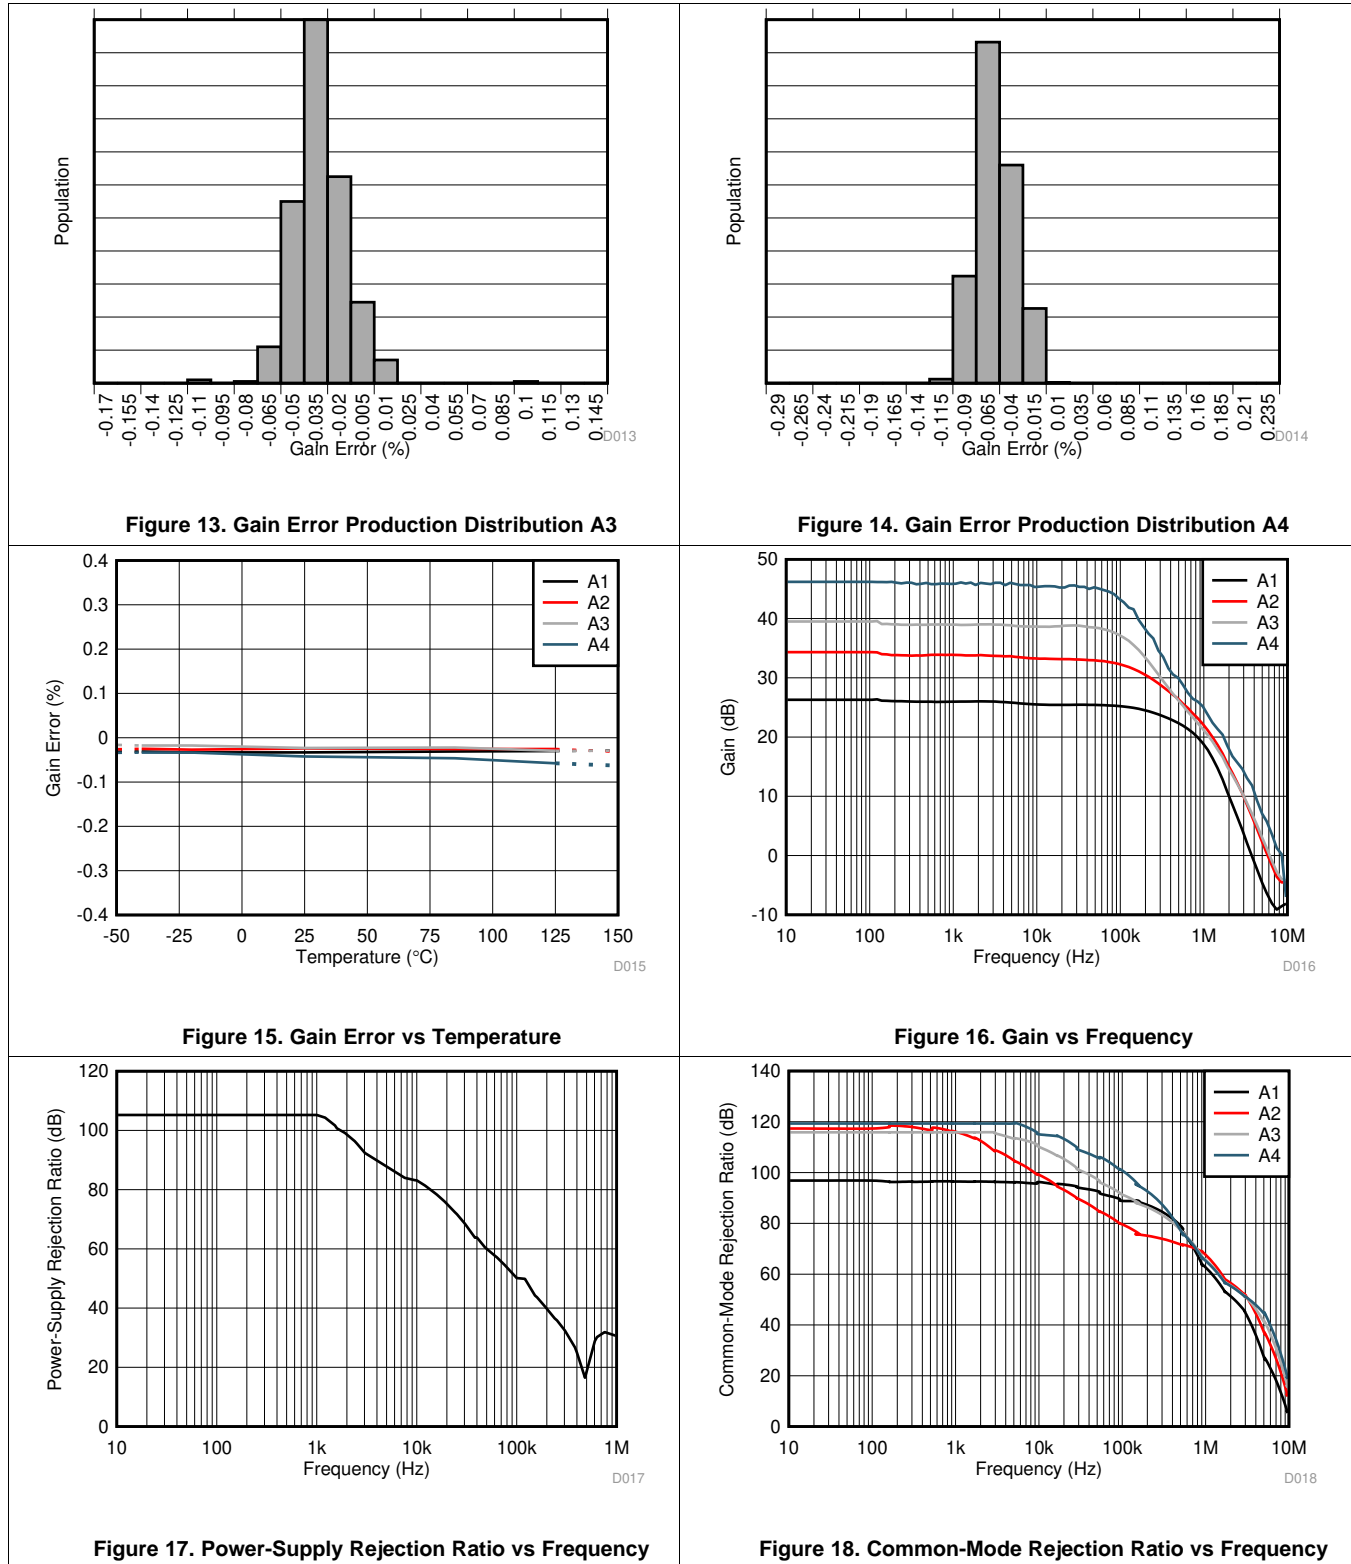 Population
-0.17
-0.155
-0.14
-0.125
-0.11
-0.095
-0.08
-0.065
-0.05
-0.035
-0.02
-0.005
0.01
0.025
0.04
0.055
0.07
0.085
0.1
0.115
0.13
0.145
Gain Error (%)
D013
Figure 13. Gain Error Production Distribution A3
Population
-0.29
-0.265
-0.24
-0.215
-0.19
-0.165
-0.14
-0.115
-0.09
-0.065
-0.04
-0.015
0.01
0.035
0.06
0.085
0.11
0.135
0.16
0.185
0.21
0.235
Gain Error (%)
D014
Figure 14. Gain Error Production Distribution A4
Gain Error (%)
0.4
0.3
0.2
0.1
0
-0.1
-0.2
-0.3
-0.4
A1
A2
A3
A4
-50 -25 0 25 50 75 100 125 150
Temperature (°C)
D015
Figure 15. Gain Error vs Temperature
Gain (dB)
50
40
30
20
10
0
-10
A1
A2
A3
A4
10 100 1k 10k 100k 1M 10M
Frequency (Hz)
D016
Figure 16. Gain vs Frequency
Power-Supply Rejection Ratio (dB)
120
100
80
60
40
20
0
10 100 1k 10k 100k 1M
Frequency (Hz)
D017
Figure 17. Power-Supply Rejection Ratio vs Frequency
Common-Mode Rejection Ratio (dB)
140
120
100
80
60
40
20
0
A1
A2
A3
A4
10 100 1k 10k 100k 1M 10M
Frequency (Hz)
D018
Figure 18. Common-Mode Rejection Ratio vs Frequency